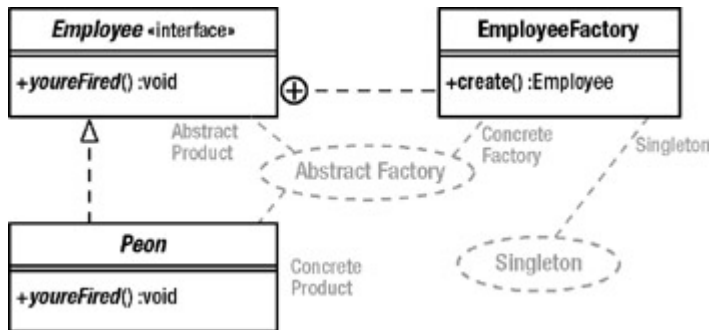 Employee «interface»
+youreFired() :void
EmployeeFactory
+create() :Employee
Abstract
Product
Concrete
Factory
Singleton
Abstract Factory
Peon
+youreFired() :void
Concrete
Product
Singleton